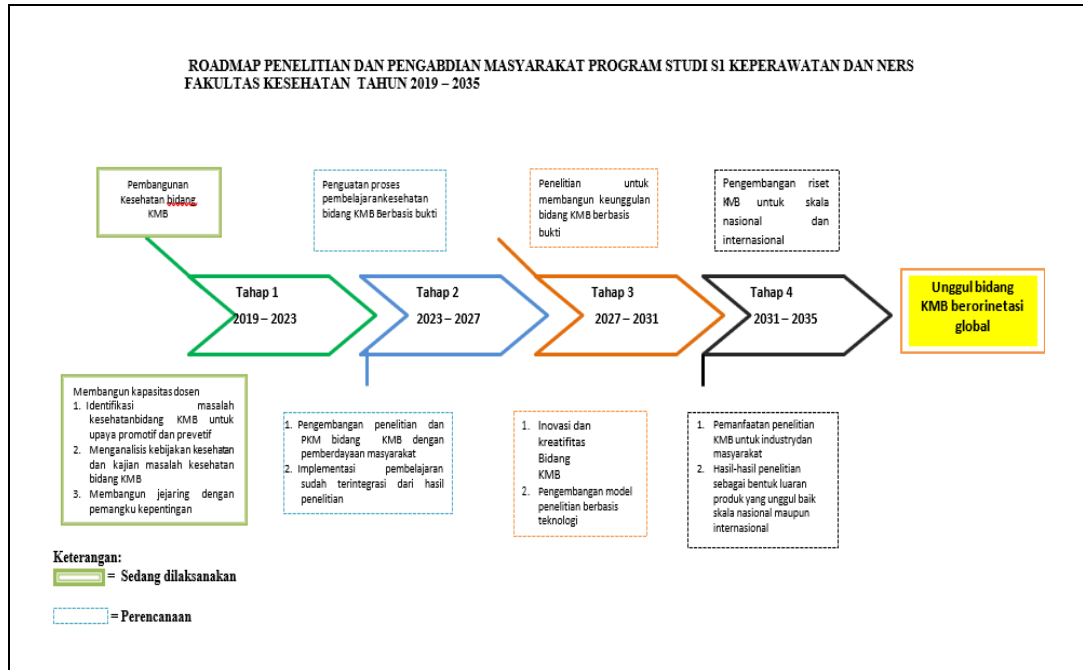 ROADMAP PENELITIAN DAN PENGABDIAN MASYARAKAT PROGRAM STUDI S1 KEPERAWATAN DAN NERS
FAKULTAS KESEHATAN TAHUN 2019 – 2035
Pembangunan
Kesehatan bidang
KMB
Penguatan proses
pembelajarankesehatan
bidang KMB Berbasis bukti
Penelitian untuk
membangun keunggulan
bidang KMB berbasis
bukti
Pengembangan riset
KMB untuk skala
nasional dan
internasional
Tahap 1
2019 – 2023
Tahap 2
2023 – 2027
Tahap 3
2027 – 2031
Tahap 4
2031 – 2035
Unggul bidang
KMB berorinetasi
global
Membangun kapasitas dosen
1. Identifikasi masalah
kesehatanbidang KMB untuk
upaya promotif dan prevetif
2. Menganalisis kebijakan kesehatan
dan kajian masalah kesehatan
bidang KMB
3. Membangun jejaring dengan
pemangku kepentingan
1. Pengembangan penelitian dan
PKM bidang KMB dengan
pemberdayaan masyarakat
2. Implementasi pembelajaran
sudah terintegrasi dari hasil
penelitian
1. Inovasi dan
kreatifitas
Bidang
KMB
2. Pengembangan model
penelitian berbasis
teknologi
1. Pemanfaatan penelitian
KMB untuk industrydan
masyarakat
2. Hasil-hasil penelitian
sebagai bentuk luaran
produk yang unggul baik
skala nasional maupun
internasional
Keterangan:
= Sedang dilaksanakan
= Perencanaan